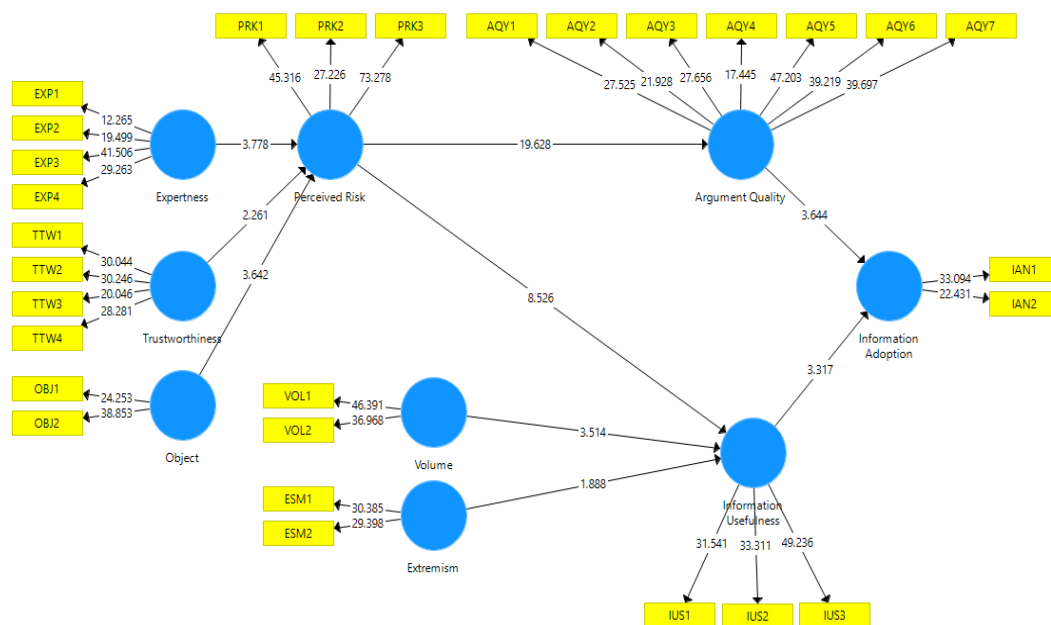 PRK1
PRK2
PRK3
AQY1
AQY2
AQY3
AQY4
AQY5
AQY6
AQY7
45.316
27.226
73.278
27.525
21.928
27.656
17.445
47.203
39.219
39.697
EXP1
EXP2
EXP3
EXP4
12.265
19.499
41.506
29.263
Expertness
3.778
Perceived Risk
19.628
Argument Quality
2.261
3.642
8.526
3.644
TTW1
TTW2
TTW3
TTW4
30.044
30.246
20.046
28.281
Trustworthiness
OBJ1
OBJ2
24.253
38.853
Object
Information
Adoption
33.094
22.431
IAN1
IAN2
3.317
VOL1
VOL2
46.391
36.968
Volume
3.514
ESM1
ESM2
30.385
29.398
Extremism
1.888
Information
Usefulness
31.541
33.311
49.236
IUS1
IUS2
IUS3